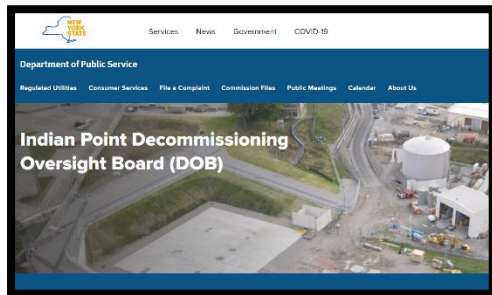 NEW
YORK
STATE
Services News Government COVID-19
Department of Public Service
Regulated Utilities Consumer Services File a Complaint Commission Files Public Meetings Calendar About Us
Indian Point Decommissioning
Oversight Board (DOB)